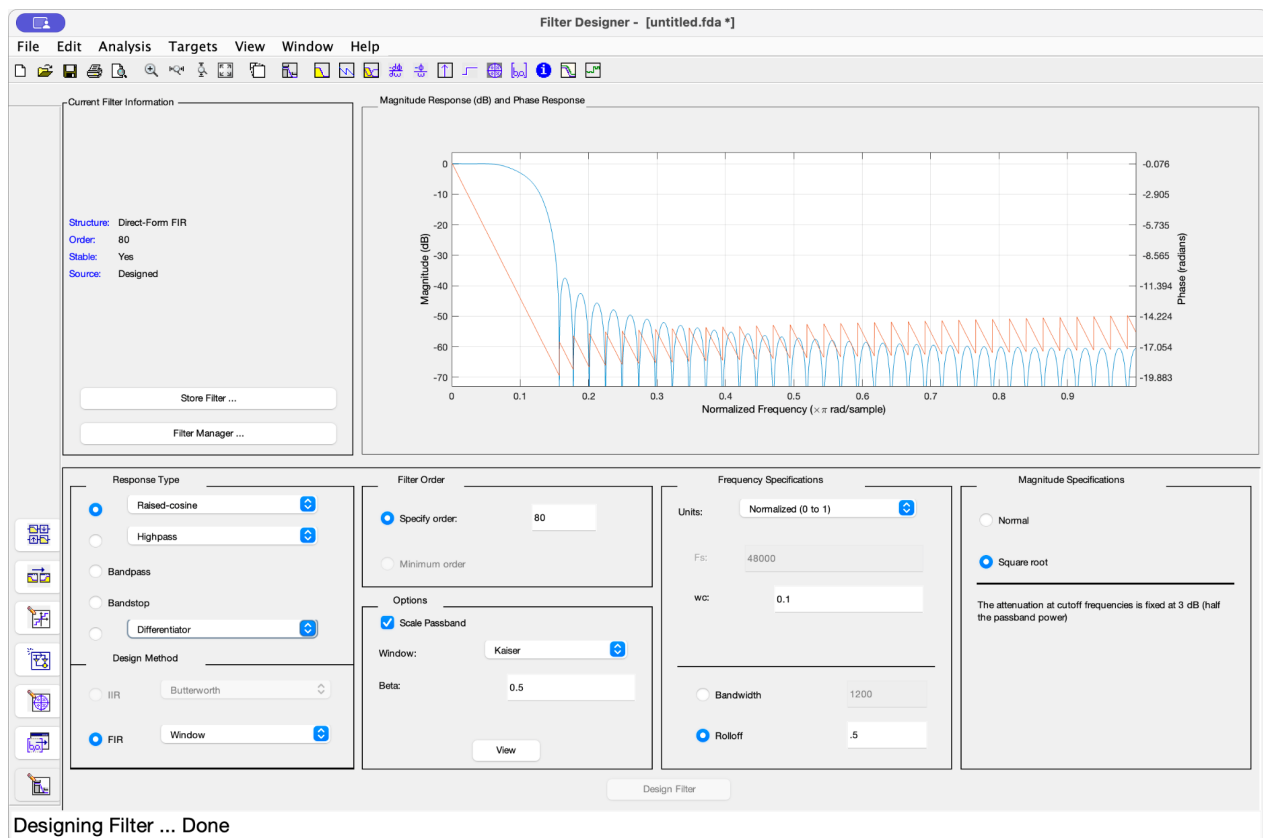 Filter Designer - [untitled.fda *]
File Edit Analysis Targets View Window Help
Current Filter Information
Structure: Direct-Form FIR
Order: 80
Stable: Yes
Source: Designed
Store Filter ...
Filter Manager ...
Magnitude Response (dB) and Phase Response
Magnitude (dB)
0
-10
-20
-30
-40
-50
-60
-70
0 0.1 0.2 0.3 0.4 0.5 0.6 0.7 0.8 0.9
Normalized Frequency (×π rad/sample)
-0.076
-2.905
-5.735
-8.565
-11.394
-14.224
-17.054
-19.883
Phase (radians)
Response Type
Raised-cosine
Highpass
Bandpass
Bandstop
Differentiator
Design Method
IIR Butterworth
FIR Window
Filter Order
Specify order: 80
Minimum order
Options
Scale Passband
Window: Kaiser
Beta: 0.5
View
Frequency Specifications
Units: Normalized (0 to 1)
Fs: 48000
wc: 0.1
Bandwidth 1200
Rolloff .5
Magnitude Specifications
Normal
Square root
The attenuation at cutoff frequencies is fixed at 3 dB (half
the passband power)
Design Filter
Designing Filter ... Done